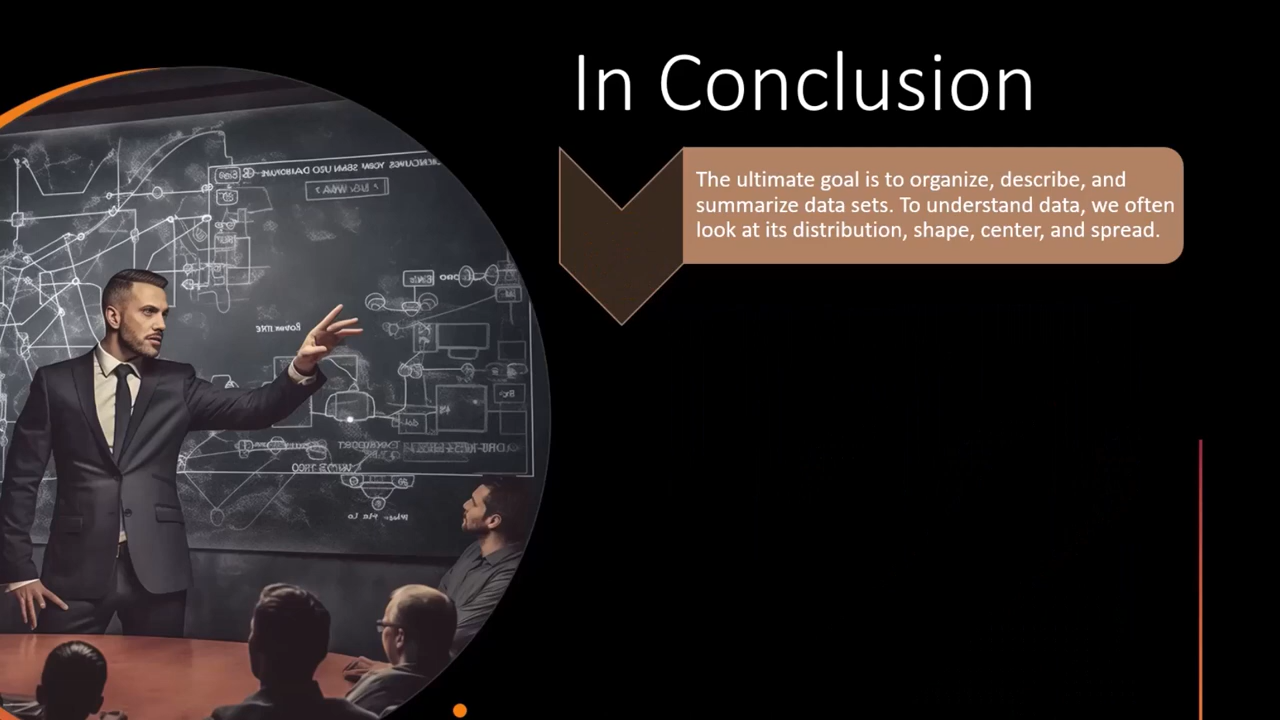 In Conclusion
The ultimate goal is to organize, describe, and
summarize data sets. To understand data, we often
look at its distribution, shape, center, and spread.